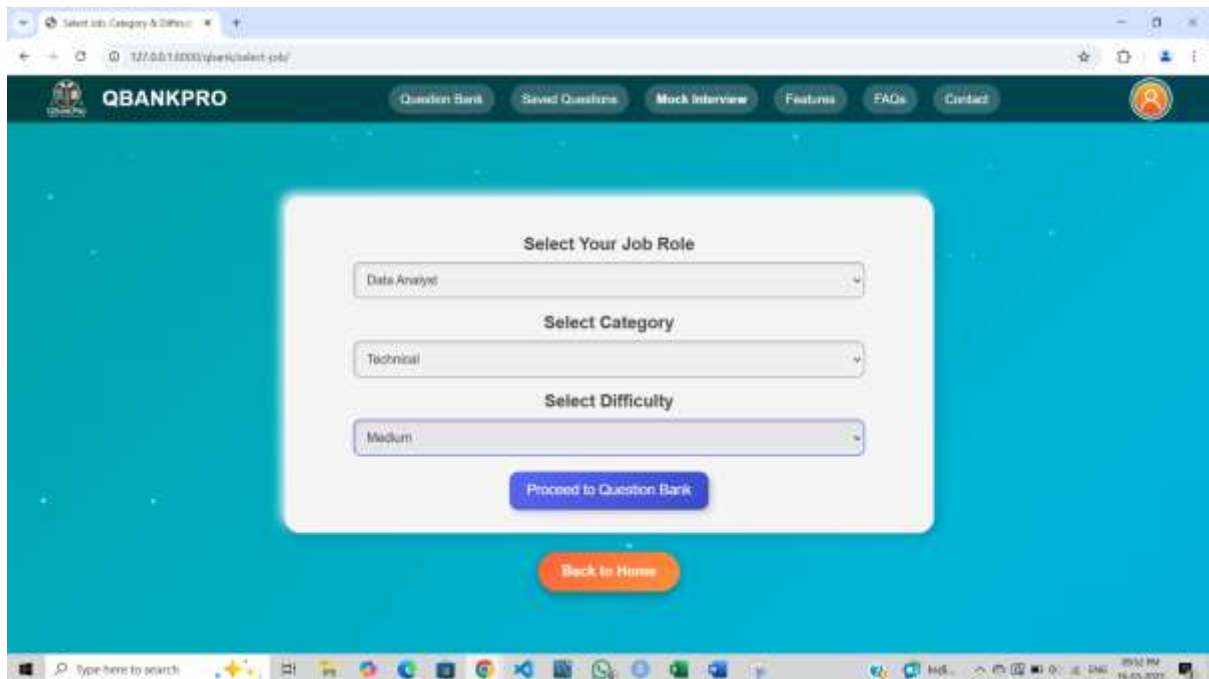 Select Job, Category & Difficul
127.0.0.1:8000/qbank/select-job/
QBANKPRO
Question Bank
Saved Questions
Mock Interview
Features
FAQs
Contact
Select Your Job Role
Data Analyst
Select Category
Technical
Select Difficulty
Medium
Proceed to Question Bank
Back to Home
Type here to search
ENG